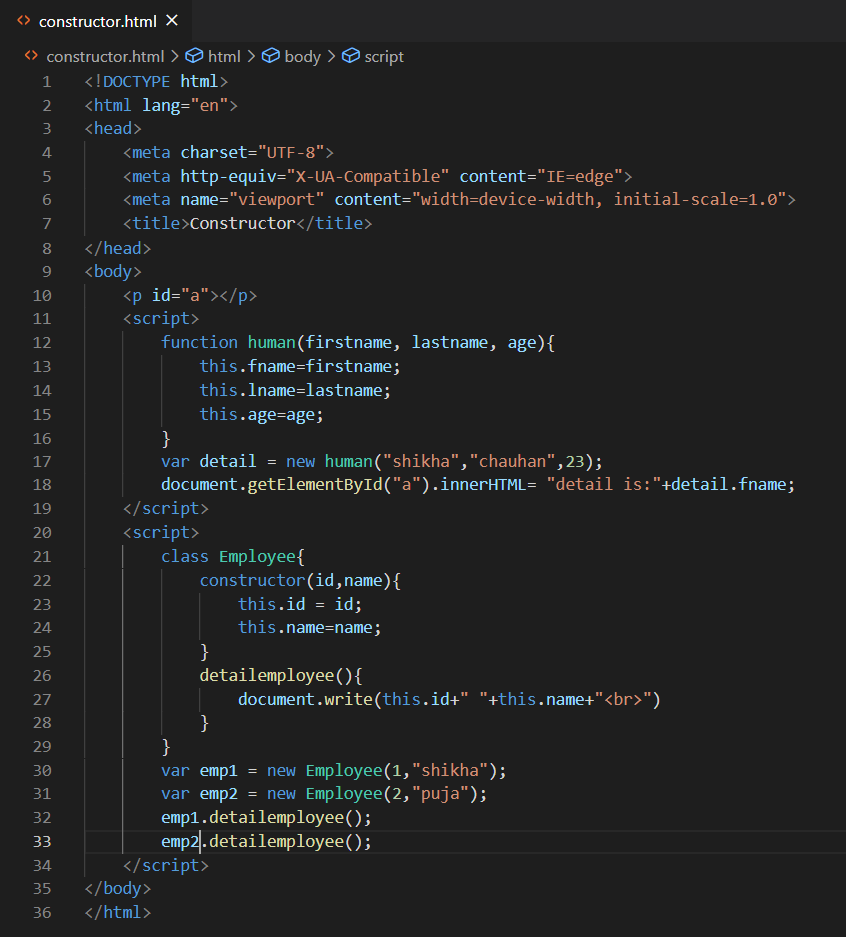 constructor.html
constructor.html > html > body > script
1 <!DOCTYPE html>
2 <html lang="en">
3 <head>
4     <meta charset="UTF-8">
5     <meta http-equiv="X-UA-Compatible" content="IE=edge">
6     <meta name="viewport" content="width=device-width, initial-scale=1.0">
7     <title>Constructor</title>
8 </head>
9 <body>
10     <p id="a"></p>
11     <script>
12         function human(firstname, lastname, age){
13             this.fname=firstname;
14             this.lname=lastname;
15             this.age=age;
16         }
17         var detail = new human("shikha","chauhan",23);
18         document.getElementById("a").innerHTML= "detail is:"+detail.fname;
19     </script>
20     <script>
21         class Employee{
22             constructor(id,name){
23                 this.id = id;
24                 this.name=name;
25             }
26             detailemployee(){
27                 document.write(this.id+" "+this.name+"<br>")
28             }
29         }
30         var emp1 = new Employee(1,"shikha");
31         var emp2 = new Employee(2,"puja");
32         emp1.detailemployee();
33         emp2.detailemployee();
34     </script>
35 </body>
36 </html>